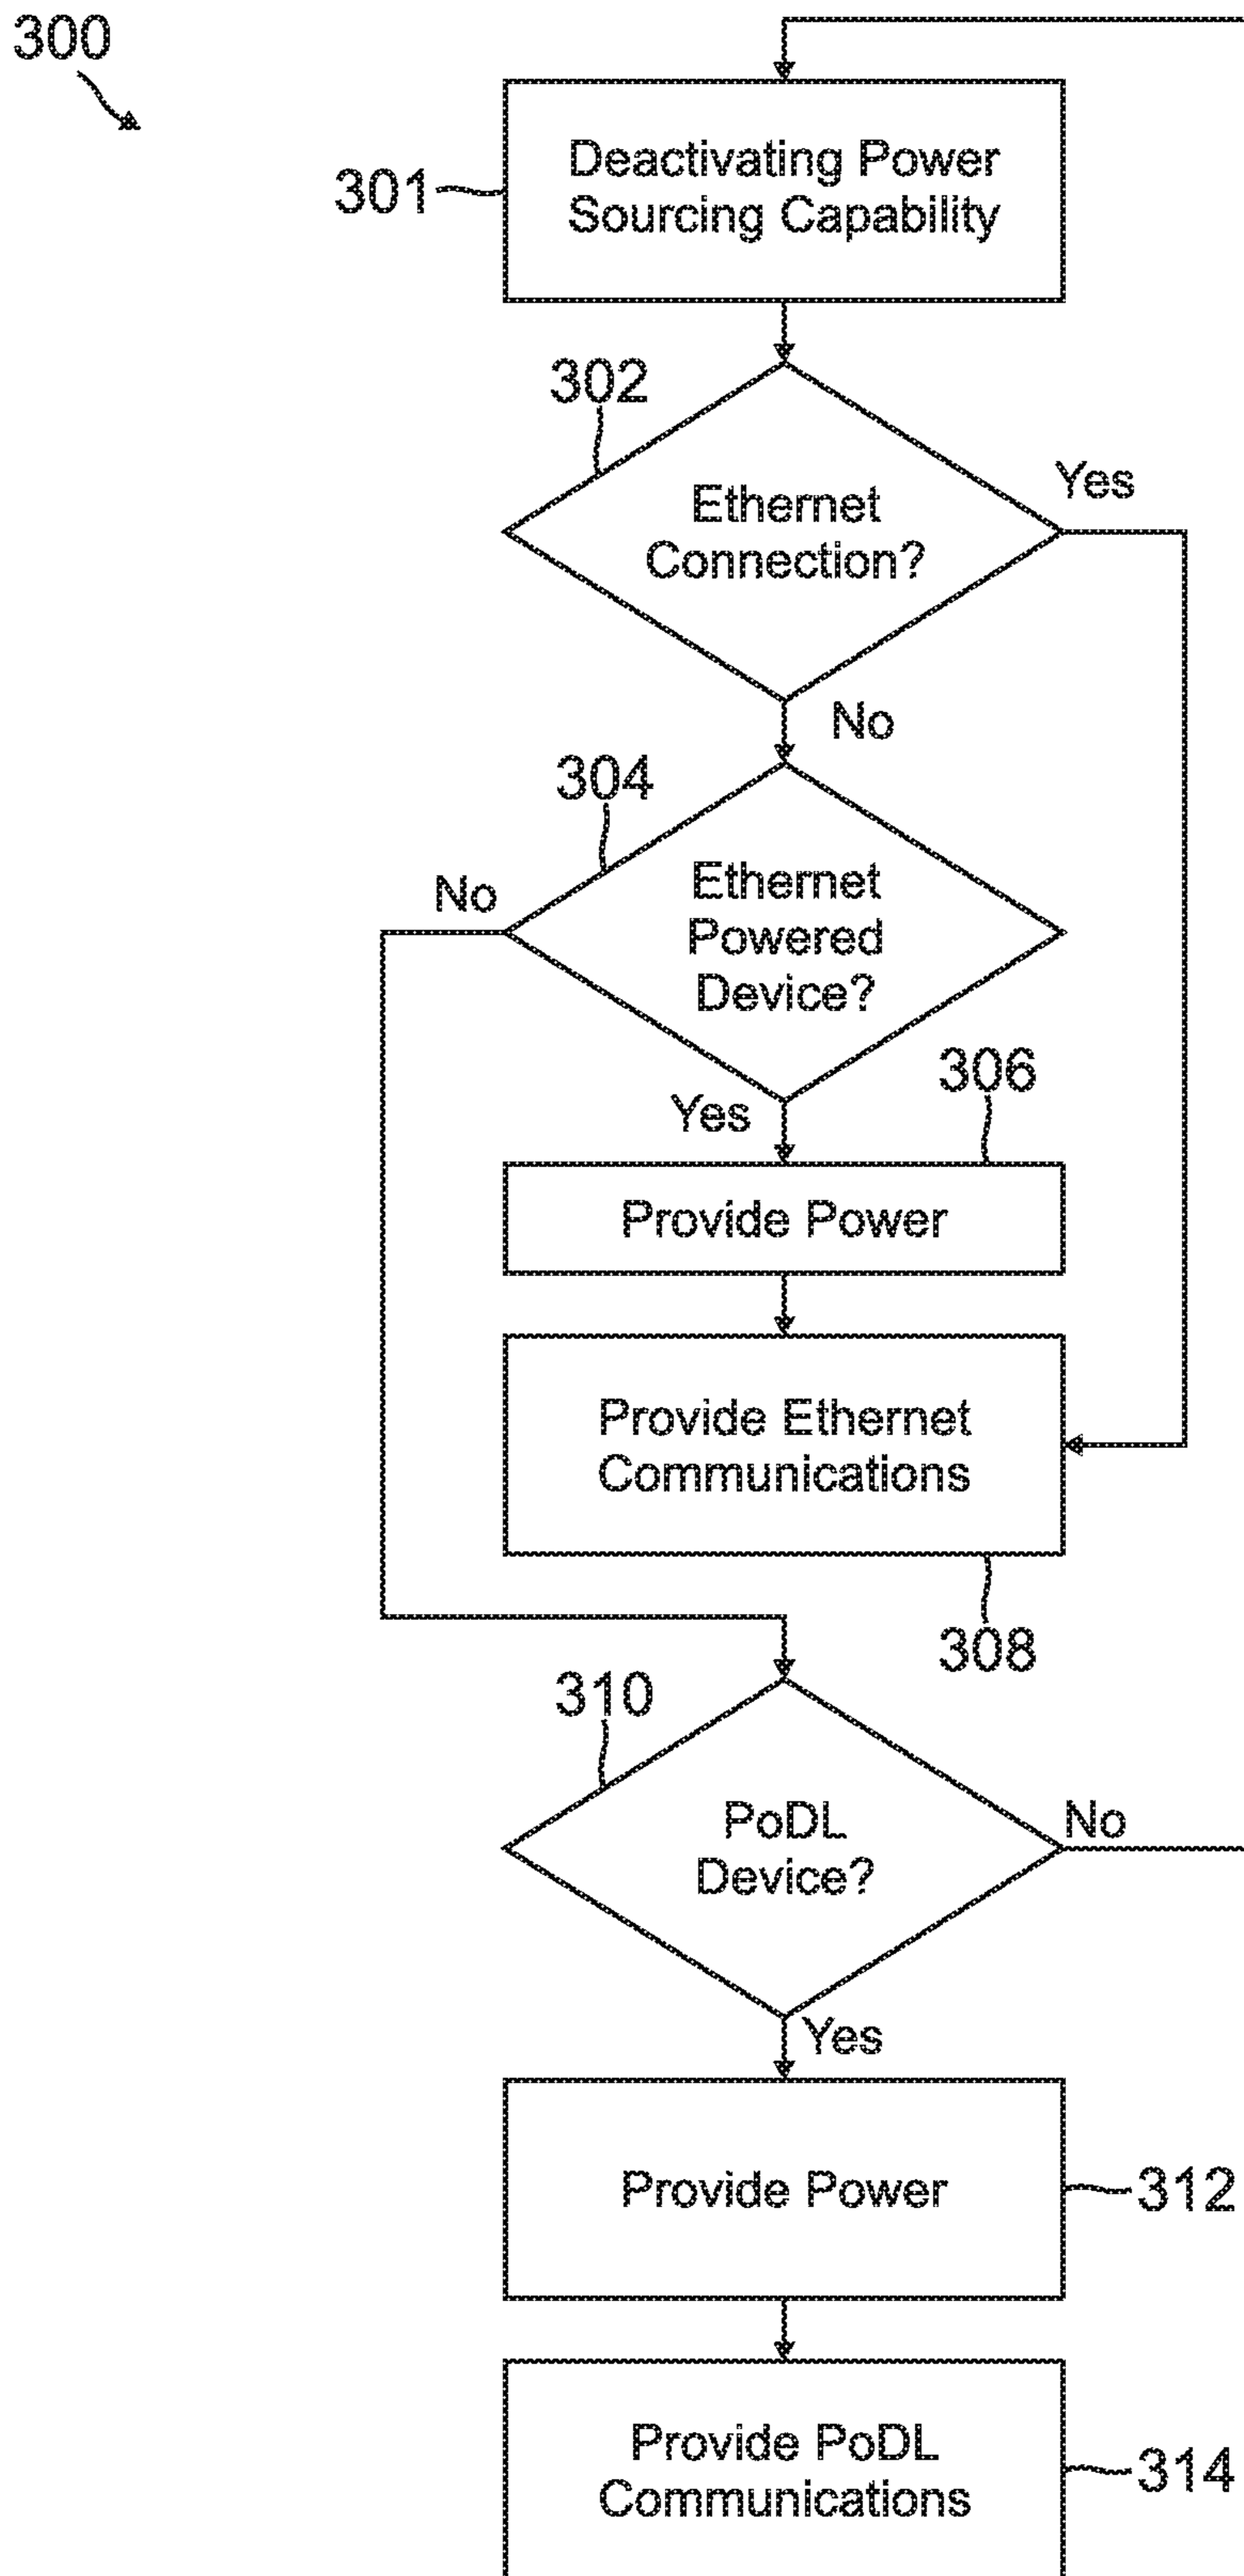 300
301
Deactivating Power
Sourcing Capability
302
Ethernet
Connection?
Yes
No
304
Ethernet
Powered
Device?
No
Yes
306
Provide Power
Provide Ethernet
Communications
308
310
PoDL
Device?
No
Yes
Provide Power
312
Provide PoDL
Communications
314